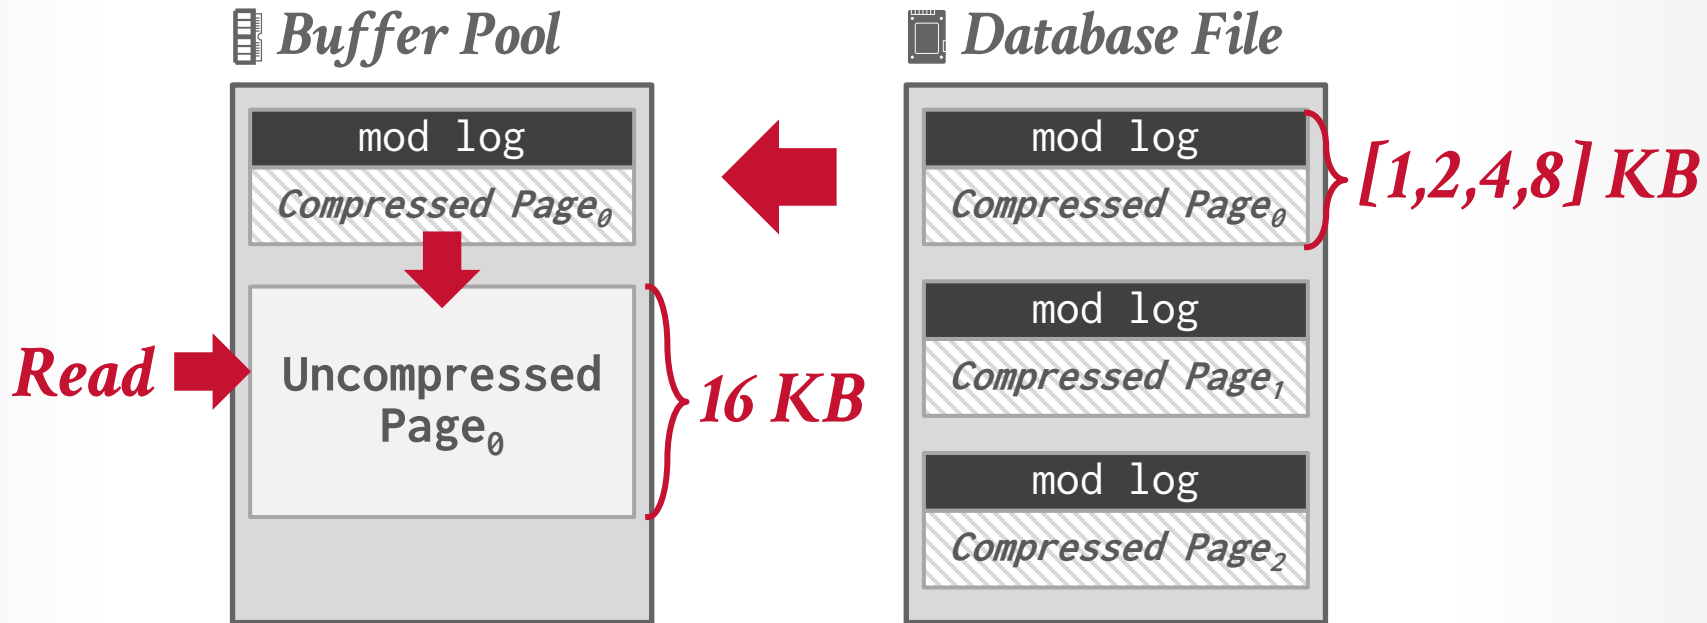 Buffer Pool
mod log
Compressed Page₀
Read
Uncompressed
Page₀
16 KB
Database File
mod log
Compressed Page₀
[1,2,4,8] KB
mod log
Compressed Page₁
mod log
Compressed Page₂